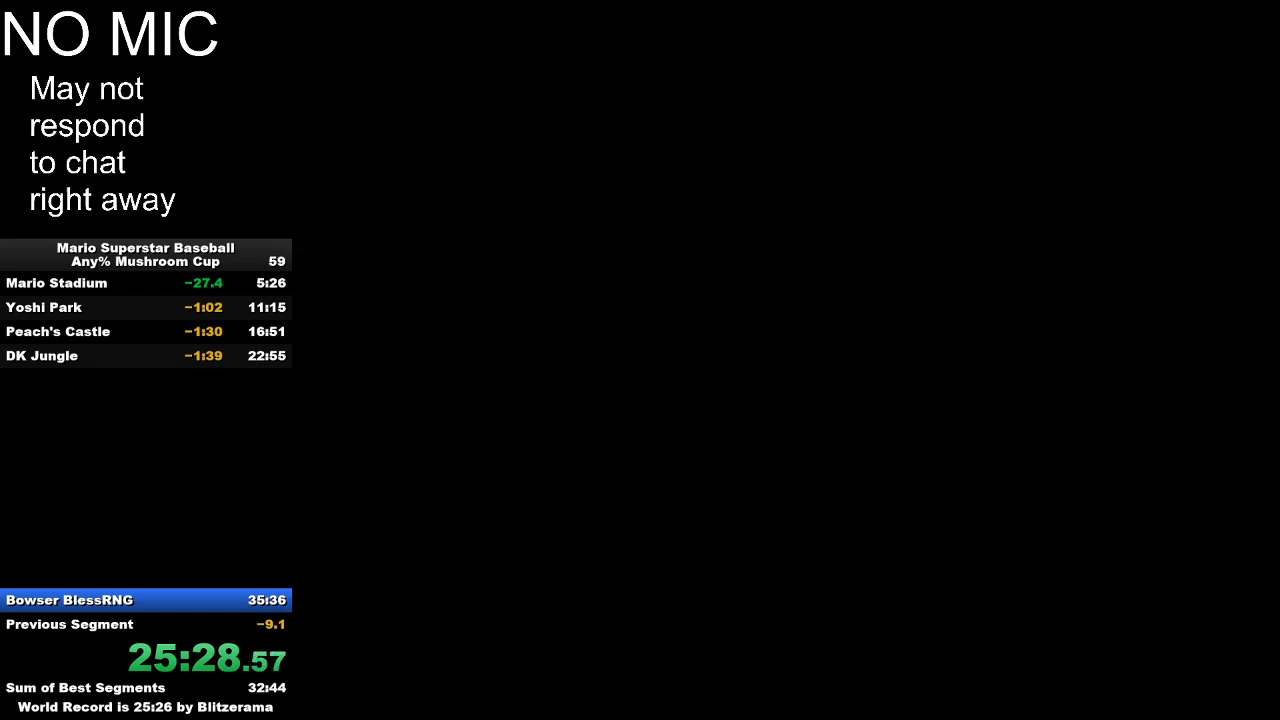 NO MIC
May not
respond
to chat
right away
Mario Superstar Baseball
Any% Mushroom Cup 59
Mario Stadium −27.4 5:26
Yoshi Park −1:02 11:15
Peach's Castle −1:30 16:51
DK Jungle −1:39 22:55
Bowser BlessRNG 35:36
Previous Segment −9.1
25:28.57
Sum of Best Segments 32:44
World Record is 25:26 by Blitzerama